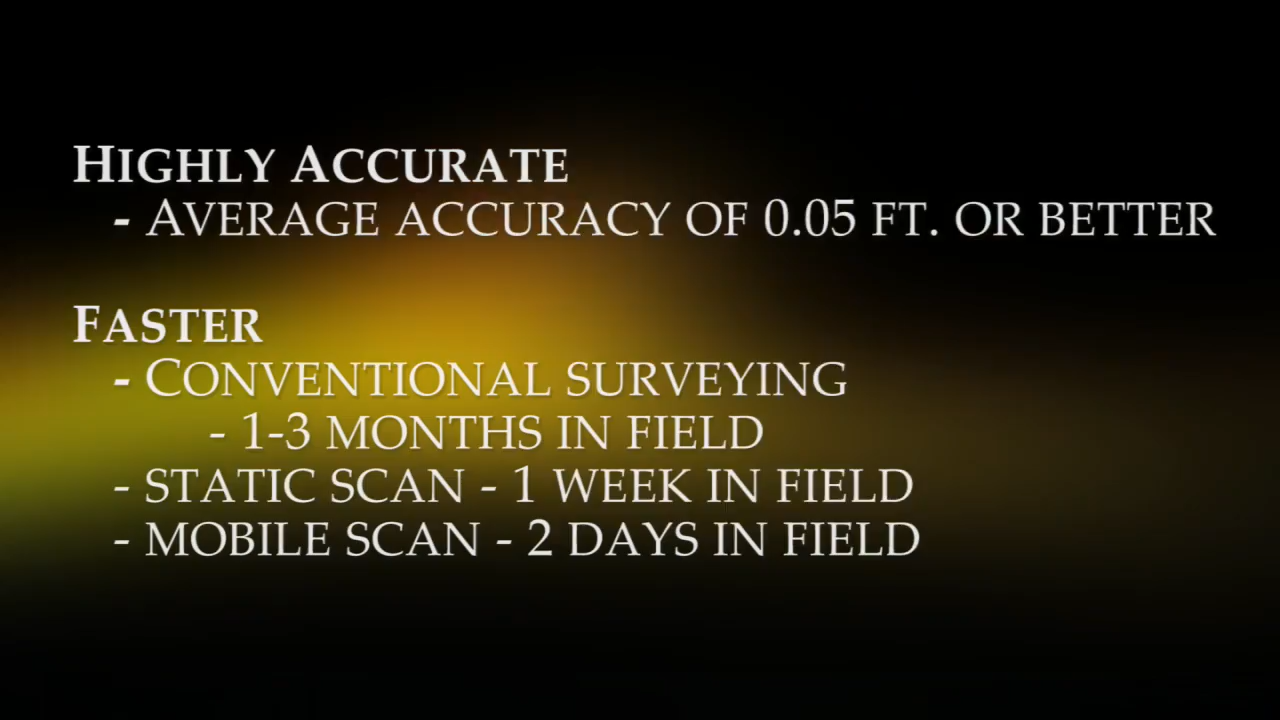 HIGHLY ACCURATE
- AVERAGE ACCURACY OF 0.05 FT. OR BETTER
FASTER
- CONVENTIONAL SURVEYING
- 1-3 MONTHS IN FIELD
- STATIC SCAN - 1 WEEK IN FIELD
- MOBILE SCAN - 2 DAYS IN FIELD